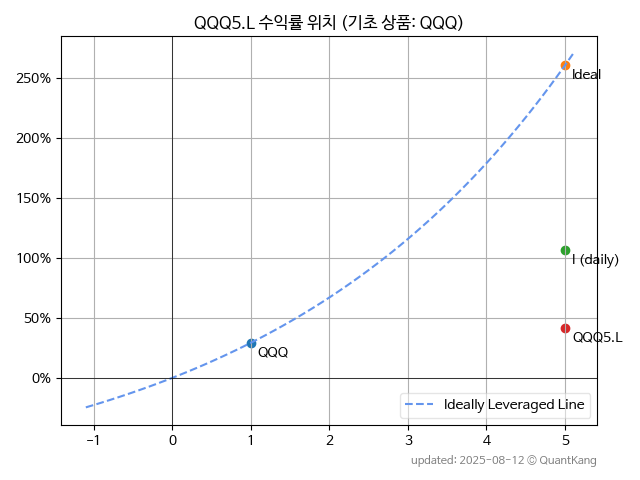 QQQ5.L 수익률 위치 (기초 상품: QQQ)
250%
200%
150%
100%
50%
0%
Ideal
I (daily)
QQQ5.L
QQQ
Ideally Leveraged Line
−1 0 1 2 3 4 5
updated: 2025-08-12 © QuantKang